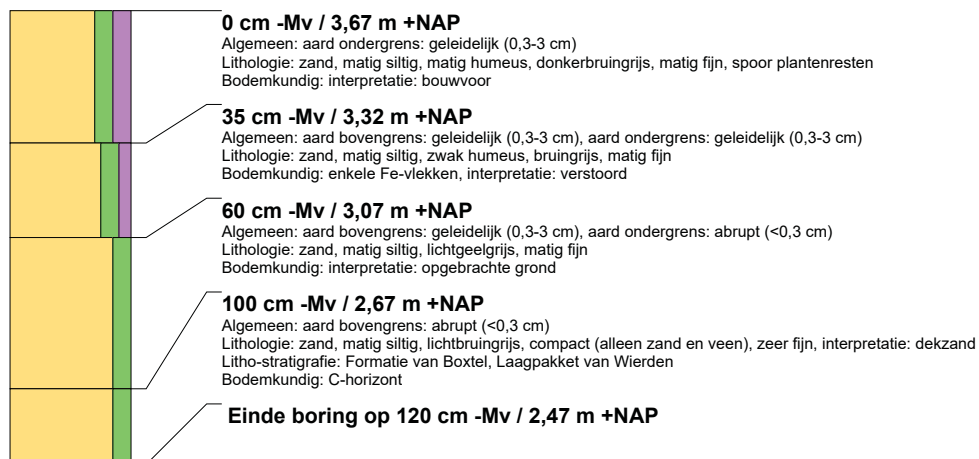 0 cm -Mv / 3,67 m +NAP
Algemeen: aard ondergrens: geleidelijk (0,3-3 cm)
Lithologie: zand, matig siltig, matig humeus, donkerbruingrijs, matig fijn, spoor plantenresten
Bodemkundig: interpretatie: bouwvoor
35 cm -Mv / 3,32 m +NAP
Algemeen: aard bovengrens: geleidelijk (0,3-3 cm), aard ondergrens: geleidelijk (0,3-3 cm)
Lithologie: zand, matig siltig, zwak humeus, bruingrijs, matig fijn
Bodemkundig: enkele Fe-vlekken, interpretatie: verstoord
60 cm -Mv / 3,07 m +NAP
Algemeen: aard bovengrens: geleidelijk (0,3-3 cm), aard ondergrens: abrupt (<0,3 cm)
Lithologie: zand, matig siltig, lichtgeelgrijs, matig fijn
Bodemkundig: interpretatie: opgebrachte grond
100 cm -Mv / 2,67 m +NAP
Algemeen: aard bovengrens: abrupt (<0,3 cm)
Lithologie: zand, matig siltig, lichtbruingrijs, compact (alleen zand en veen), zeer fijn, interpretatie: dekzand
Litho-stratigrafie: Formatie van Boxtel, Laagpakket van Wierden
Bodemkundig: C-horizont
Einde boring op 120 cm -Mv / 2,47 m +NAP